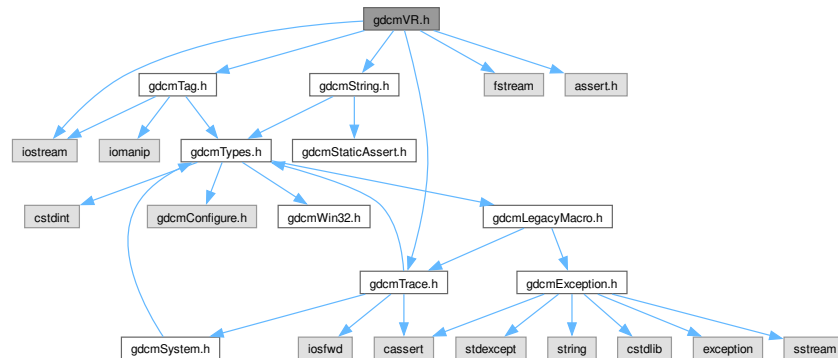 gdcmVR.h
gdcmTag.h
gdcmString.h
fstream
assert.h
iostream
iomanip
gdcmTypes.h
gdcmStaticAssert.h
cstdint
gdcmConfigure.h
gdcmWin32.h
gdcmLegacyMacro.h
gdcmTrace.h
gdcmException.h
gdcmSystem.h
iosfwd
cassert
stdexcept
string
cstdlib
exception
sstream